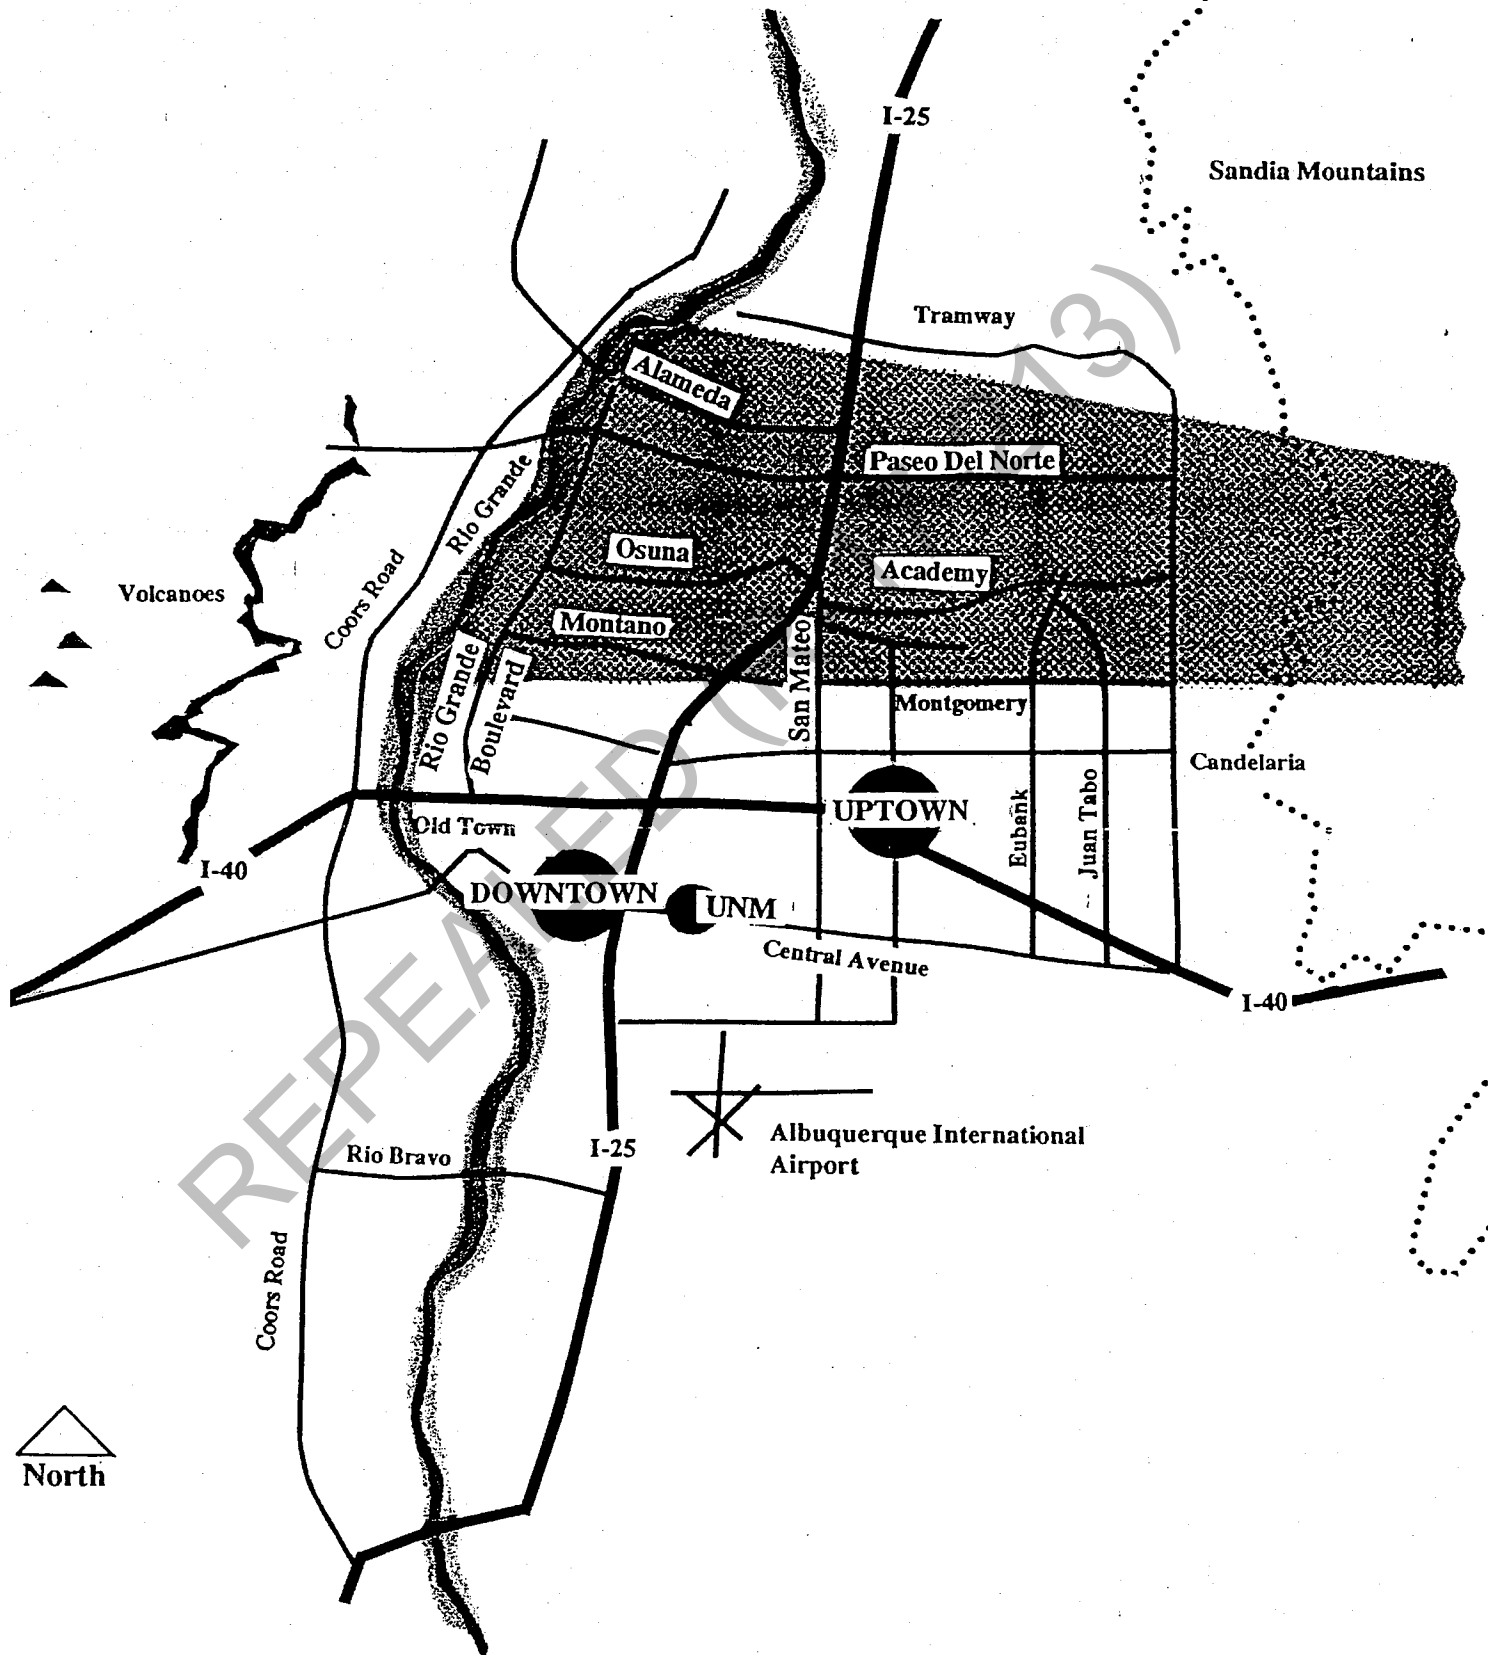 I-25
Sandia Mountains
Tramway
Alameda
Paseo Del Norte
Rio Grande
Osuna
Academy
Volcanoes
Coors Road
Montano
San Mateo
Rio Grande
Boulevard
Montgomery
Candelaria
UPTOWN
Eubank
Juan Tabo
Old Town
I-40
DOWNTOWN
UNM
Central Avenue
I-40
Albuquerque International
Airport
I-25
Rio Bravo
Coors Road
North